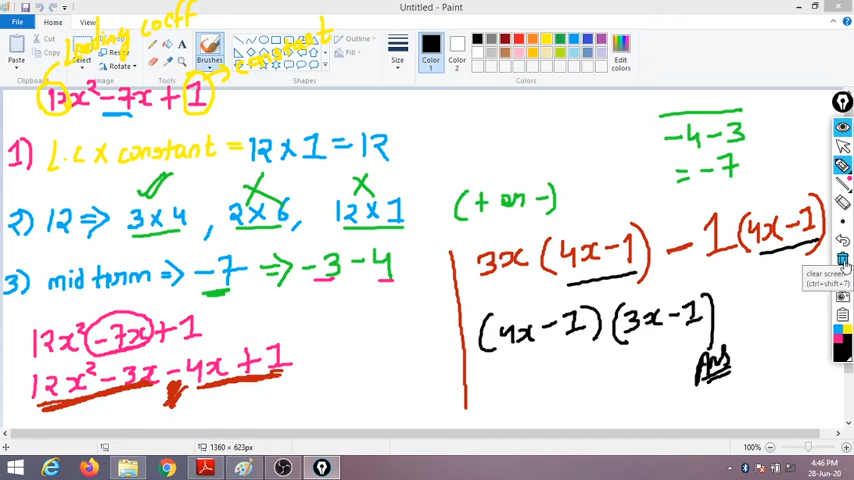 Untitled - Paint
File Home View
Cut
Copy
Paste
Crop
Resize
Select
Rotate
Brushes
Outline
Fill
Size
Color 1
Color 2
Edit colors
Clipboard
Image
Tools
Shapes
Colors
Leading coeff
constant
12x² -7x + 1
1) L.C x constant = 12 x 1 = 12
2) 12 => 3 x 4 , 2 x 6 , 12 x 1
3) mid term => -7 => -3 -4
12x² -7x + 1
12x² - 3x - 4x + 1
-4 -3
= -7
(+ or -)
3x (4x-1) - 1 (4x-1)
(4x-1) (3x-1)
Ans
clear screen
(ctrl+shift+7)
1360 × 623px
100%
4:46 PM
28-Jun-20